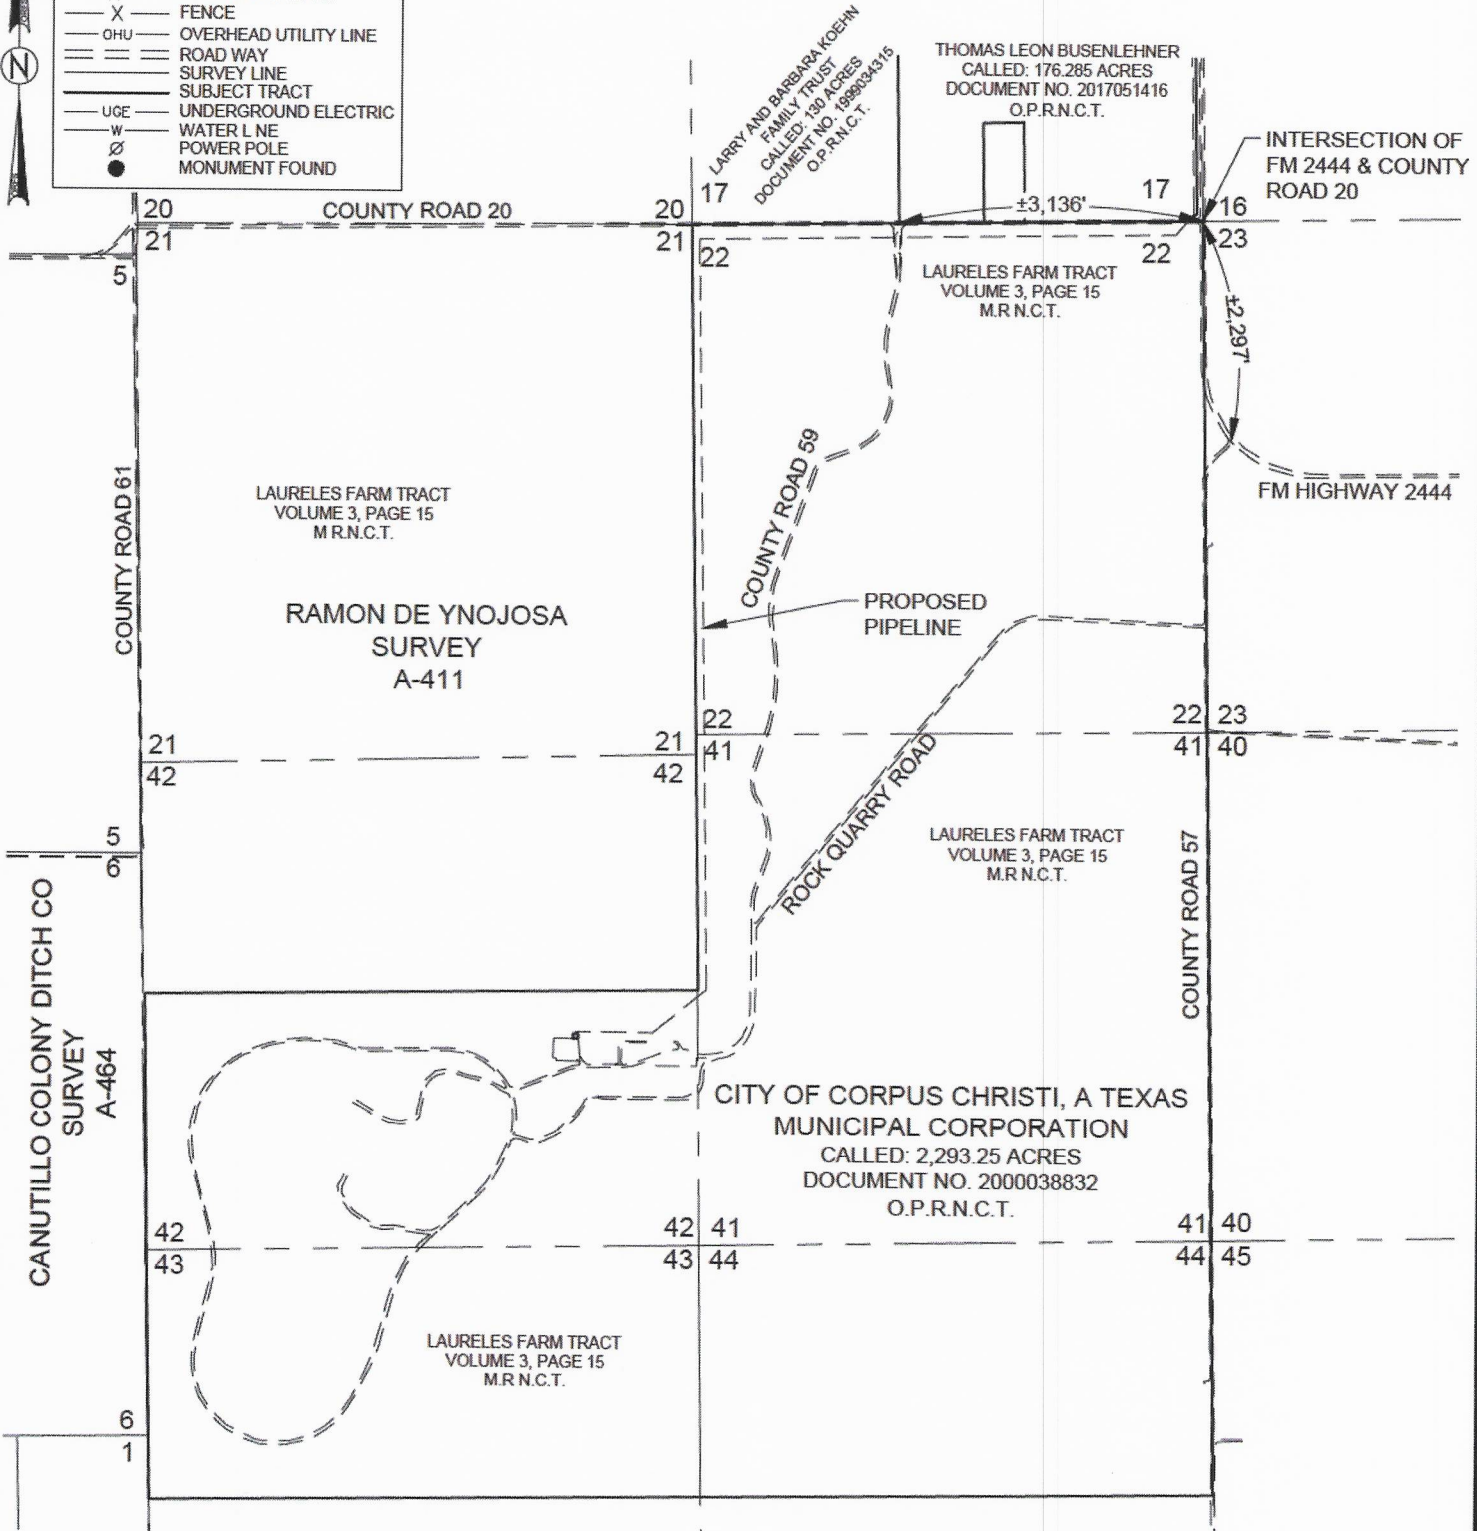 N
X FENCE
OHU OVERHEAD UTILITY LINE
ROAD WAY
SURVEY LINE
SUBJECT TRACT
UGE UNDERGROUND ELECTRIC
W WATER L NE
POWER POLE
MONUMENT FOUND
LARRY AND BARBARA KOEHN
FAMILY TRUST
CALLED: 130 ACRES
DOCUMENT NO. 1999034315
O.P.R.N.C.T.
THOMAS LEON BUSENLEHNER
CALLED: 176.285 ACRES
DOCUMENT NO. 2017051416
O.P.R.N.C.T.
INTERSECTION OF
FM 2444 & COUNTY
ROAD 20
20
COUNTY ROAD 20
20
17
±3,136'
17
16
21
5
21
22
22
23
LAURELES FARM TRACT
VOLUME 3, PAGE 15
M.R N.C.T.
±2,297'
COUNTY ROAD 61
LAURELES FARM TRACT
VOLUME 3, PAGE 15
M R.N.C.T.
COUNTY ROAD 59
FM HIGHWAY 2444
RAMON DE YNOJOSA
SURVEY
A-411
PROPOSED
PIPELINE
21
42
21
42
22
41
22
41
23
40
ROCK QUARRY ROAD
5
6
LAURELES FARM TRACT
VOLUME 3, PAGE 15
M.R N.C.T.
COUNTY ROAD 57
CANUTILLO COLONY DITCH CO
SURVEY
A-464
CITY OF CORPUS CHRISTI, A TEXAS
MUNICIPAL CORPORATION
CALLED: 2,293.25 ACRES
DOCUMENT NO. 2000038832
O.P.R.N.C.T.
42
43
42
43
41
44
41
44
40
45
LAURELES FARM TRACT
VOLUME 3, PAGE 15
M.R N.C.T.
6
1